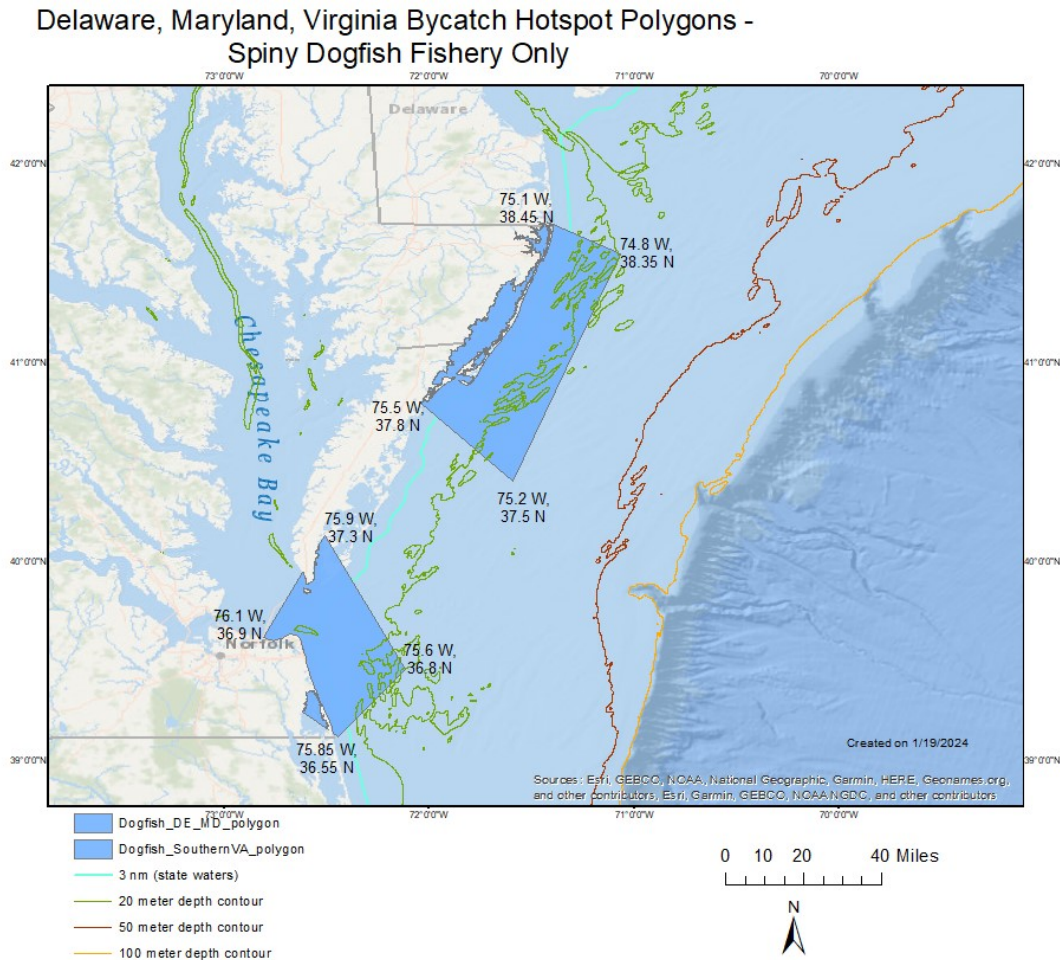 Delaware, Maryland, Virginia Bycatch Hotspot Polygons -
Spiny Dogfish Fishery Only
73°0'0"W
72°0'0"W
71°0'0"W
70°0'0"W
Delaware
42°0'0"N
42°0'0"N
75.1 W,
38.45 N
74.8 W,
38.35 N
Chesapeake Bay
41°0'0"N
41°0'0"N
75.5 W,
37.8 N
75.2 W,
37.5 N
75.9 W,
37.3 N
40°0'0"N
40°0'0"N
76.1 W,
36.9 N
Norfolk
75.6 W,
36.8 N
75.85 W,
36.55 N
Created on 1/19/2024
39°0'0"N
39°0'0"N
Sources: Esri, GEBCO, NOAA, National Geographic, Garmin, HERE, Geonames.org,
and other contributors, Esri, Garmin, GEBCO, NOAA NGDC, and other contributors
73°0'0"W
72°0'0"W
71°0'0"W
70°0'0"W
Dogfish_DE_MD_polygon
Dogfish_SouthernVA_polygon
3 nm (state waters)
20 meter depth contour
50 meter depth contour
100 meter depth contour
0 10 20 40 Miles
N